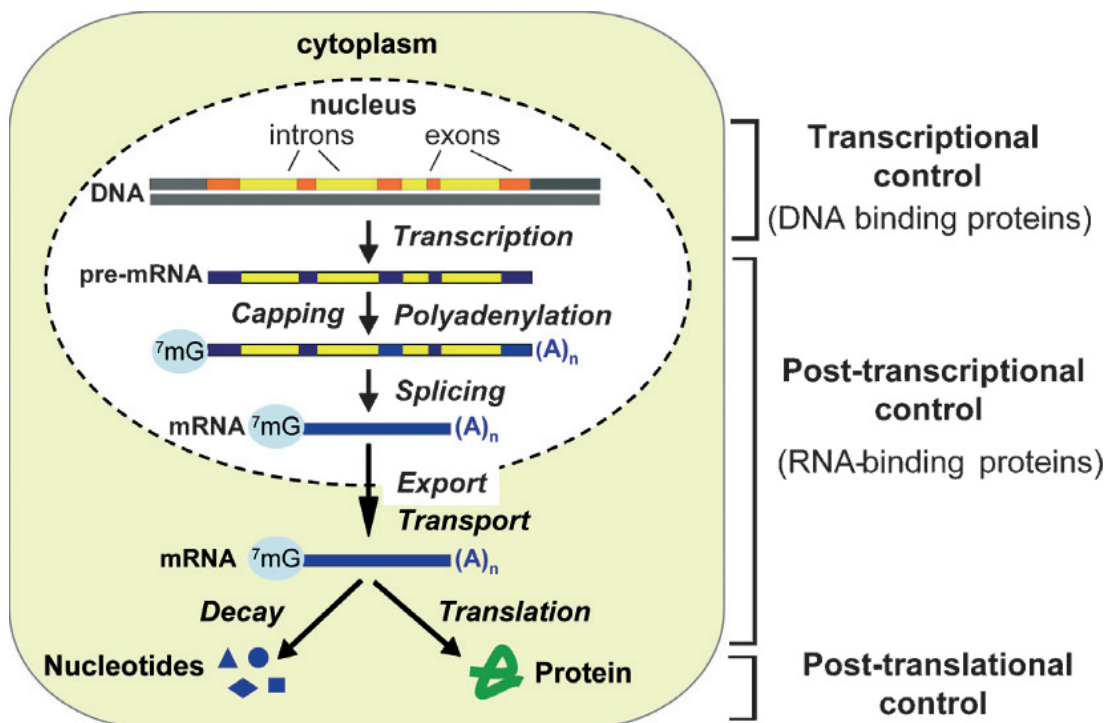 cytoplasm
nucleus
introns exons
DNA
Transcription
pre-mRNA
Capping Polyadenylation
⁷mG (A)ₙ
Splicing
mRNA ⁷mG (A)ₙ
Export
Transport
mRNA ⁷mG (A)ₙ
Decay Translation
Nucleotides Protein
Transcriptional
control
(DNA binding proteins)
Post-transcriptional
control
(RNA-binding proteins)
Post-translational
control